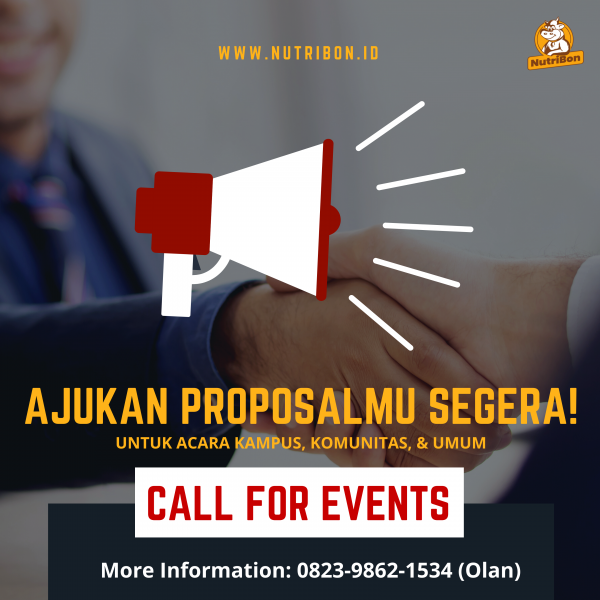 WWW.NUTRIBON.ID
NutriBon
AJUKAN PROPOSALMU SEGERA!
UNTUK ACARA KAMPUS, KOMUNITAS, & UMUM
CALL FOR EVENTS
More Information: 0823-9862-1534 (Olan)